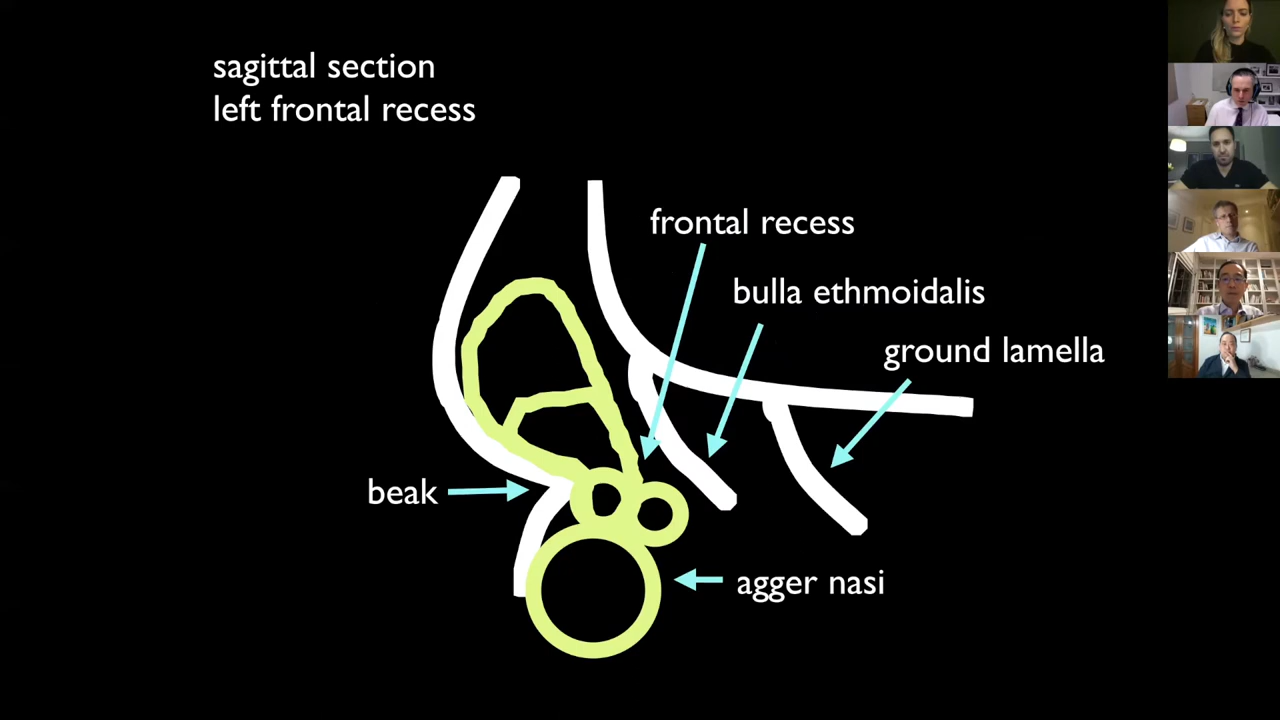 sagittal section
left frontal recess
frontal recess
bulla ethmoidalis
ground lamella
beak
agger nasi